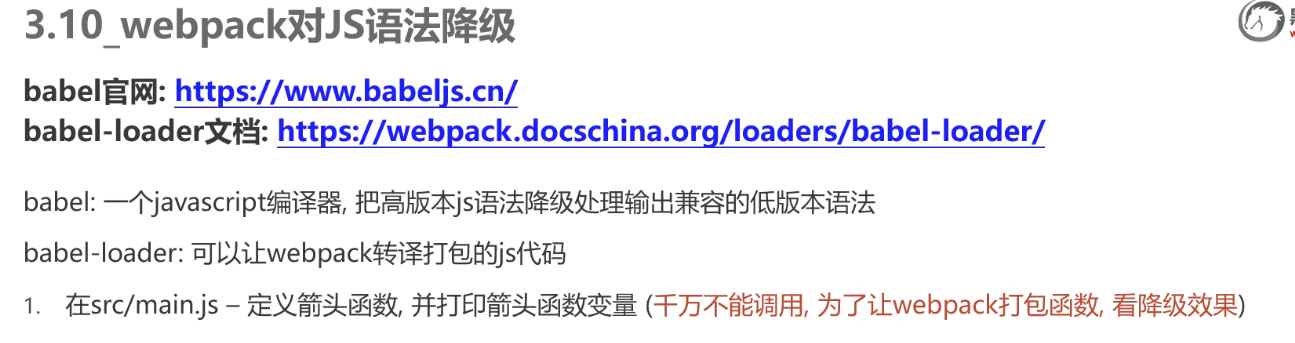 3.10_webpack对JS语法降级
babel官网: https://www.babeljs.cn/
babel-loader文档: https://webpack.docschina.org/loaders/babel-loader/
babel: 一个javascript编译器, 把高版本js语法降级处理输出兼容的低版本语法
babel-loader: 可以让webpack转译打包的js代码
1. 在src/main.js – 定义箭头函数, 并打印箭头函数变量 (千万不能调用, 为了让webpack打包函数, 看降级效果)